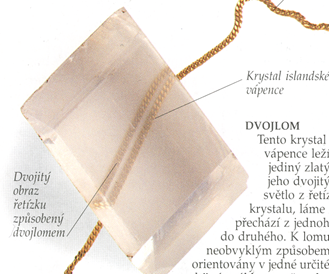 Krystal islandské
vápence
DVOJLOM
Tento krystal
vápence leží
jediný zlatý
jeho dvojitý
světlo z řetíz
krystalu, láme
přechází z jednoh
do druhého. K lomu
neobvyklým způsobem
orientovány v jedné určité
Dvojitý
obraz
řetízku
způsobený
dvojlomem